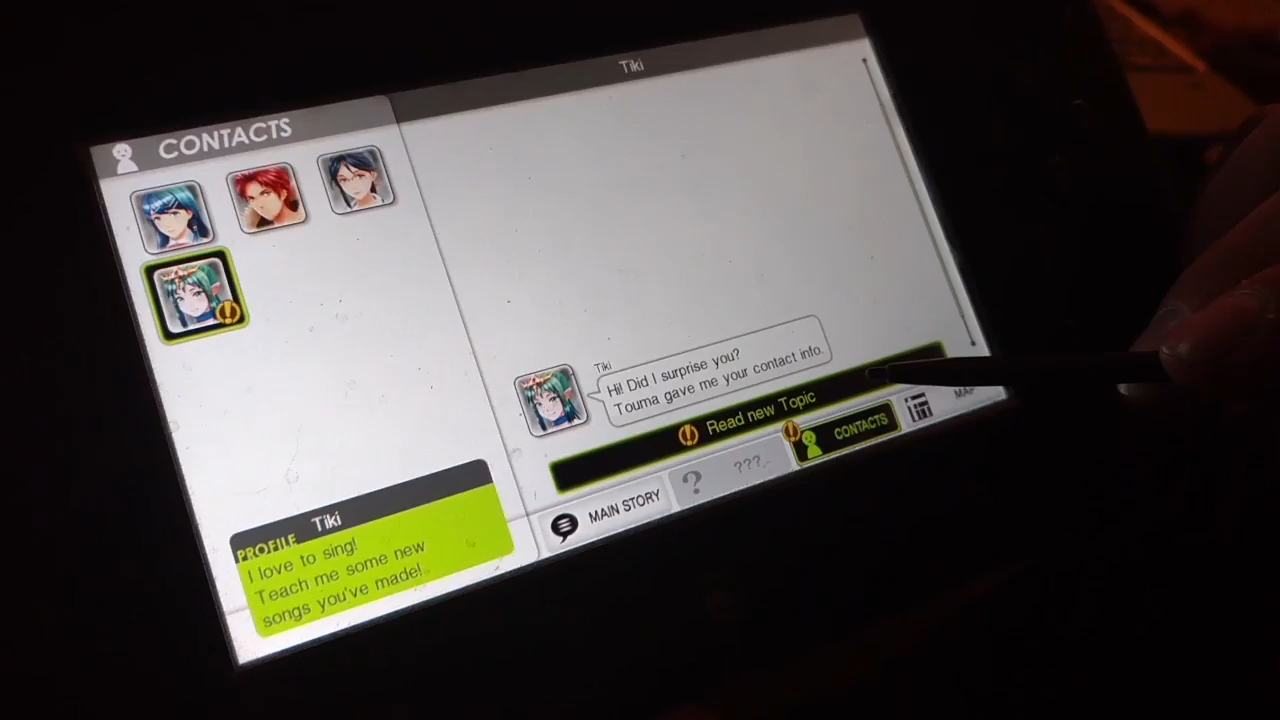 Tiki
CONTACTS
Tiki
Hi! Did I surprise you?
Touma gave me your contact info.
Read new Topic
MAIN STORY
? ???
CONTACTS
MAP
Tiki
PROFILE
I love to sing!
Teach me some new
songs you've made!